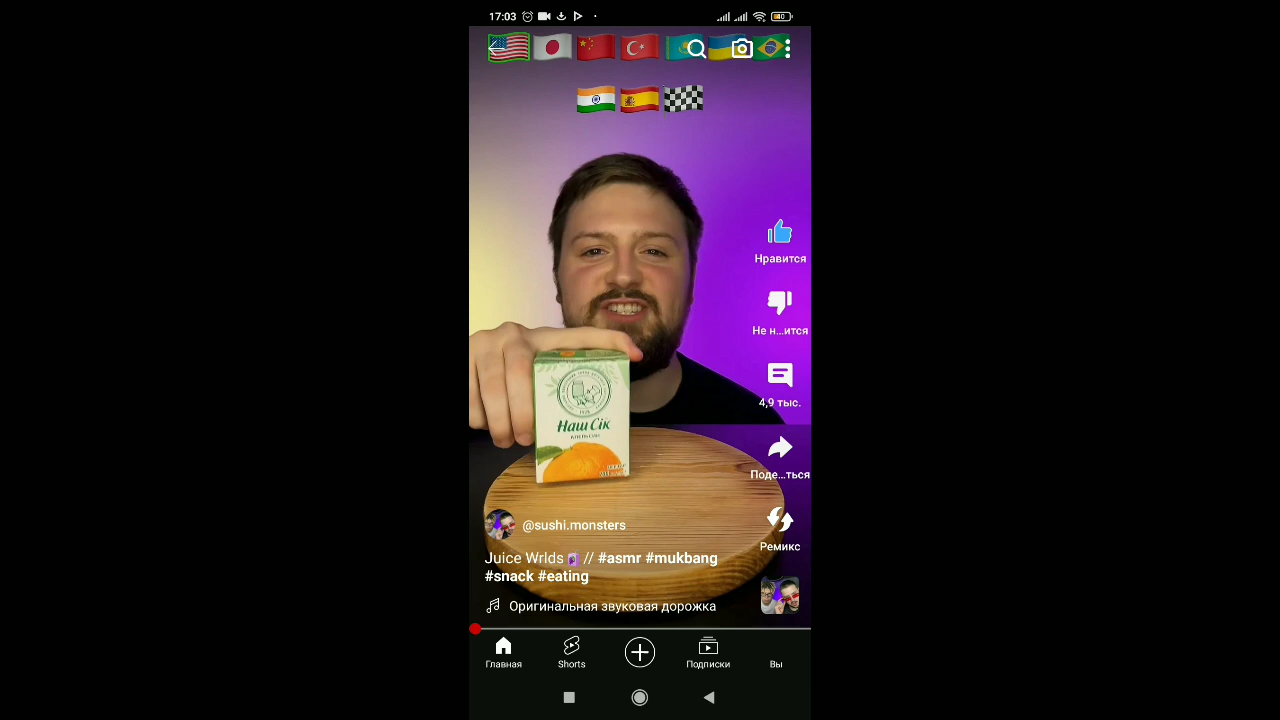 17:03
40
Нравится
Не н...ится
4,9 тыс.
Поде...ться
Ремикс
Наш Сік
@sushi.monsters
Juice Wrlds // #asmr #mukbang
#snack #eating
Оригинальная звуковая дорожка
Главная
Shorts
Подписки
Вы